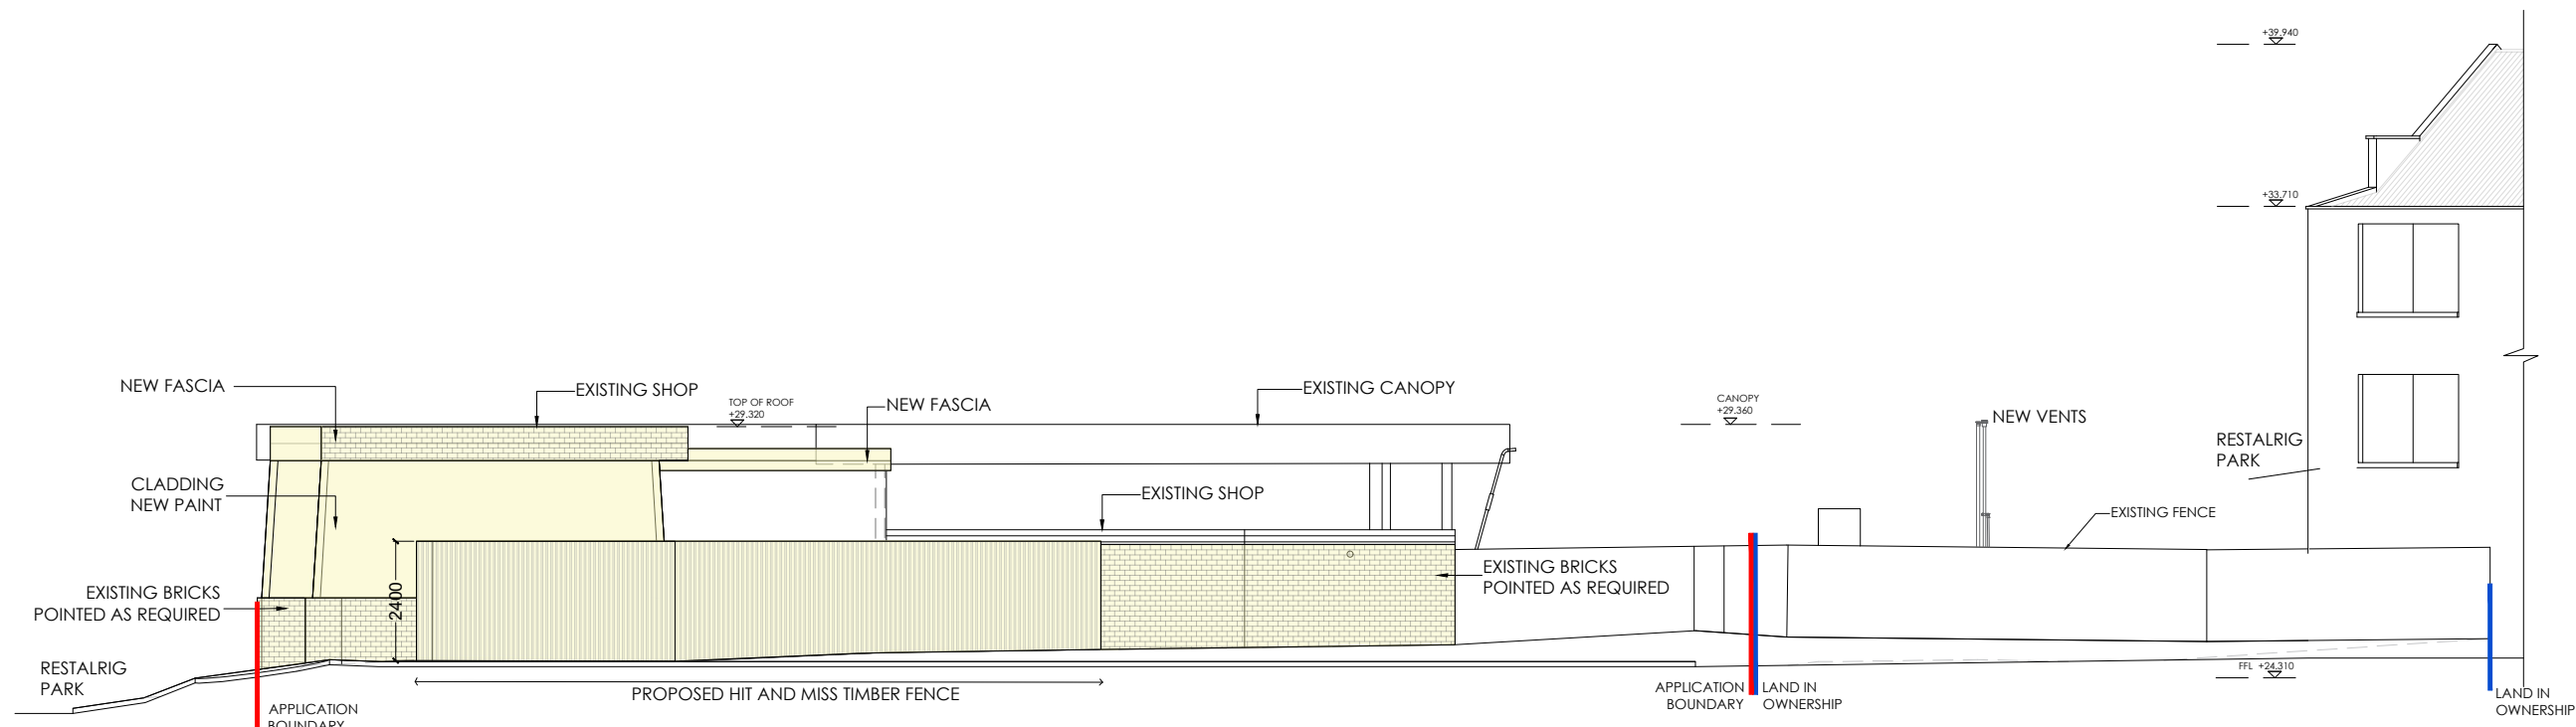 +39.940
+33.710
NEW FASCIA
EXISTING SHOP
TOP OF ROOF
+29.320
NEW FASCIA
EXISTING CANOPY
CANOPY
+29.360
NEW VENTS
RESTALRIG
PARK
CLADDING
NEW PAINT
EXISTING SHOP
EXISTING FENCE
EXISTING BRICKS
POINTED AS REQUIRED
2400
EXISTING BRICKS
POINTED AS REQUIRED
RESTALRIG
PARK
FFL +24.310
PROPOSED HIT AND MISS TIMBER FENCE
APPLICATION
BOUNDARY
LAND IN
OWNERSHIP
LAND IN
OWNERSHIP
APPLICATION
BOUNDARY